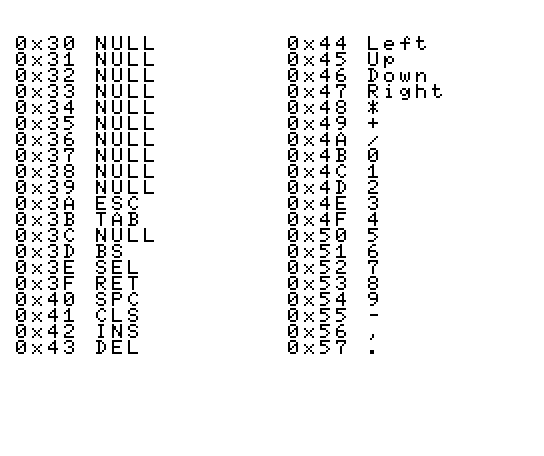 0x30 NULL
0x31 NULL
0x32 NULL
0x33 NULL
0x34 NULL
0x35 NULL
0x36 NULL
0x37 NULL
0x38 NULL
0x39 NULL
0x3A ESC
0x3B TAB
0x3C NULL
0x3D BS
0x3E SEL
0x3F RET
0x40 SPC
0x41 CLS
0x42 INS
0x43 DEL
0x44 Left
0x45 Up
0x46 Down
0x47 Right
0x48 *
0x49 +
0x4A /
0x4B 0
0x4C 1
0x4D 2
0x4E 3
0x4F 4
0x50 5
0x51 6
0x52 7
0x53 8
0x54 9
0x55 -
0x56 ,
0x57 .